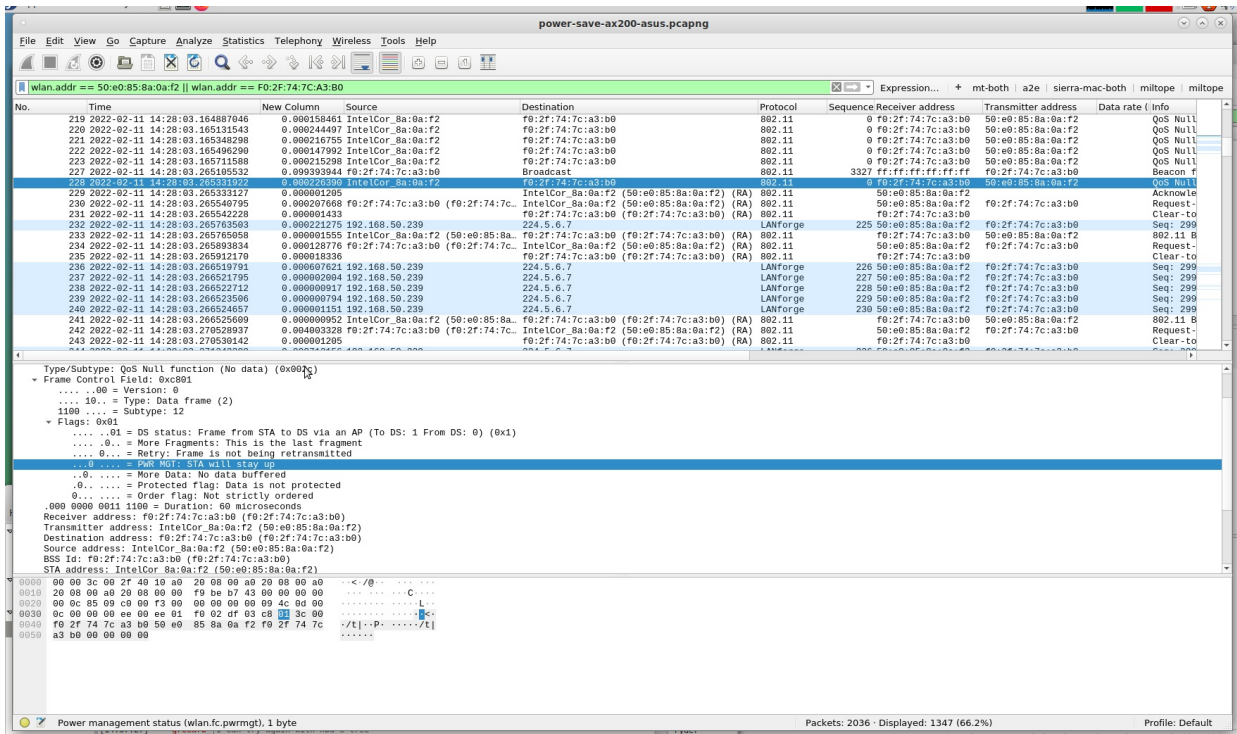 power-save-ax200-asus.pcapng
File Edit View Go Capture Analyze Statistics Telephony Wireless Tools Help
wlan.addr == 50:e0:85:8a:0a:f2 || wlan.addr == F0:2F:74:7C:A3:B0 Expression... + mt-both a2e sierra-mac-both miltope miltope
No. Time New Column Source Destination Protocol Sequence Receiver address Transmitter address Data rate ( Info
219 2022-02-11 14:28:03.164887046 0.000158461 IntelCor_8a:0a:f2 f0:2f:74:7c:a3:b0 802.11 0 f0:2f:74:7c:a3:b0 50:e0:85:8a:0a:f2 QoS Null
220 2022-02-11 14:28:03.165131543 0.000244497 IntelCor_8a:0a:f2 f0:2f:74:7c:a3:b0 802.11 0 f0:2f:74:7c:a3:b0 50:e0:85:8a:0a:f2 QoS Null
221 2022-02-11 14:28:03.165348298 0.000216755 IntelCor_8a:0a:f2 f0:2f:74:7c:a3:b0 802.11 0 f0:2f:74:7c:a3:b0 50:e0:85:8a:0a:f2 QoS Null
222 2022-02-11 14:28:03.165496290 0.000147992 IntelCor_8a:0a:f2 f0:2f:74:7c:a3:b0 802.11 0 f0:2f:74:7c:a3:b0 50:e0:85:8a:0a:f2 QoS Null
223 2022-02-11 14:28:03.165711588 0.000215298 IntelCor_8a:0a:f2 f0:2f:74:7c:a3:b0 802.11 0 f0:2f:74:7c:a3:b0 50:e0:85:8a:0a:f2 QoS Null
227 2022-02-11 14:28:03.265105532 0.099393944 f0:2f:74:7c:a3:b0 Broadcast 802.11 3327 ff:ff:ff:ff:ff:ff f0:2f:74:7c:a3:b0 Beacon f
228 2022-02-11 14:28:03.265331922 0.000226390 IntelCor_8a:0a:f2 f0:2f:74:7c:a3:b0 802.11 0 f0:2f:74:7c:a3:b0 50:e0:85:8a:0a:f2 QoS Null
229 2022-02-11 14:28:03.265333127 0.000001205 IntelCor_8a:0a:f2 (50:e0:85:8a:0a:f2) (RA) 802.11 50:e0:85:8a:0a:f2 Acknowle
230 2022-02-11 14:28:03.265540795 0.000207668 f0:2f:74:7c:a3:b0 (f0:2f:74:7c… IntelCor_8a:0a:f2 (50:e0:85:8a:0a:f2) (RA) 802.11 50:e0:85:8a:0a:f2 f0:2f:74:7c:a3:b0 Request-
231 2022-02-11 14:28:03.265542228 0.000001433 f0:2f:74:7c:a3:b0 (f0:2f:74:7c:a3:b0) (RA) 802.11 f0:2f:74:7c:a3:b0 Clear-to
232 2022-02-11 14:28:03.265763503 0.000221275 192.168.50.239 224.5.6.7 LANforge 225 50:e0:85:8a:0a:f2 f0:2f:74:7c:a3:b0 Seq: 299
233 2022-02-11 14:28:03.265765058 0.000001555 IntelCor_8a:0a:f2 (50:e0:85:8a… f0:2f:74:7c:a3:b0 (f0:2f:74:7c:a3:b0) (RA) 802.11 f0:2f:74:7c:a3:b0 50:e0:85:8a:0a:f2 802.11 B
234 2022-02-11 14:28:03.265893834 0.000128776 f0:2f:74:7c:a3:b0 (f0:2f:74:7c… IntelCor_8a:0a:f2 (50:e0:85:8a:0a:f2) (RA) 802.11 50:e0:85:8a:0a:f2 f0:2f:74:7c:a3:b0 Request-
235 2022-02-11 14:28:03.265912170 0.000018336 f0:2f:74:7c:a3:b0 (f0:2f:74:7c:a3:b0) (RA) 802.11 f0:2f:74:7c:a3:b0 Clear-to
236 2022-02-11 14:28:03.266519791 0.000607621 192.168.50.239 224.5.6.7 LANforge 226 50:e0:85:8a:0a:f2 f0:2f:74:7c:a3:b0 Seq: 299
237 2022-02-11 14:28:03.266521795 0.000002004 192.168.50.239 224.5.6.7 LANforge 227 50:e0:85:8a:0a:f2 f0:2f:74:7c:a3:b0 Seq: 299
238 2022-02-11 14:28:03.266522712 0.000000917 192.168.50.239 224.5.6.7 LANforge 228 50:e0:85:8a:0a:f2 f0:2f:74:7c:a3:b0 Seq: 299
239 2022-02-11 14:28:03.266523506 0.000000794 192.168.50.239 224.5.6.7 LANforge 229 50:e0:85:8a:0a:f2 f0:2f:74:7c:a3:b0 Seq: 299
240 2022-02-11 14:28:03.266524657 0.000001151 192.168.50.239 224.5.6.7 LANforge 230 50:e0:85:8a:0a:f2 f0:2f:74:7c:a3:b0 Seq: 299
241 2022-02-11 14:28:03.266525609 0.000000952 IntelCor_8a:0a:f2 (50:e0:85:8a… f0:2f:74:7c:a3:b0 (f0:2f:74:7c:a3:b0) (RA) 802.11 f0:2f:74:7c:a3:b0 50:e0:85:8a:0a:f2 802.11 B
242 2022-02-11 14:28:03.270528937 0.004003328 f0:2f:74:7c:a3:b0 (f0:2f:74:7c… IntelCor_8a:0a:f2 (50:e0:85:8a:0a:f2) (RA) 802.11 50:e0:85:8a:0a:f2 f0:2f:74:7c:a3:b0 Request-
243 2022-02-11 14:28:03.270530142 0.000001205 f0:2f:74:7c:a3:b0 (f0:2f:74:7c:a3:b0) (RA) 802.11 f0:2f:74:7c:a3:b0 Clear-to
Type/Subtype: QoS Null function (No data) (0x002c)
Frame Control Field: 0xc801
.... ..00 = Version: 0
.... 10.. = Type: Data frame (2)
1100 .... = Subtype: 12
Flags: 0x01
.... ..01 = DS status: Frame from STA to DS via an AP (To DS: 1 From DS: 0) (0x1)
.... .0.. = More Fragments: This is the last fragment
.... 0... = Retry: Frame is not being retransmitted
...0 .... = PWR MGT: STA will stay up
..0. .... = More Data: No data buffered
.0.. .... = Protected flag: Data is not protected
0... .... = Order flag: Not strictly ordered
.000 0000 0011 1100 = Duration: 60 microseconds
Receiver address: f0:2f:74:7c:a3:b0 (f0:2f:74:7c:a3:b0)
Transmitter address: IntelCor_8a:0a:f2 (50:e0:85:8a:0a:f2)
Destination address: f0:2f:74:7c:a3:b0 (f0:2f:74:7c:a3:b0)
Source address: IntelCor_8a:0a:f2 (50:e0:85:8a:0a:f2)
BSS Id: f0:2f:74:7c:a3:b0 (f0:2f:74:7c:a3:b0)
STA address: IntelCor_8a:0a:f2 (50:e0:85:8a:0a:f2)
0000 00 00 3c 00 2f 40 10 a0 20 08 00 a0 20 08 00 a0 ··<·/@·· ··· ···
0010 20 08 00 a0 20 08 00 00 f9 be b7 43 00 00 00 00 ··· ··· ···C····
0020 00 0c 85 09 c0 00 f3 00 00 00 00 00 09 4c 0d 00 ········ ·····L··
0030 0c 00 00 00 ee 00 ee 01 f0 02 df 03 c8 01 3c 00 ········ ······<·
0040 f0 2f 74 7c a3 b0 50 e0 85 8a 0a f2 f0 2f 74 7c ·/t|··P· ·····/t|
0050 a3 b0 00 00 00 00 ······
Power management status (wlan.fc.pwrmgt), 1 byte Packets: 2036 · Displayed: 1347 (66.2%) Profile: Default